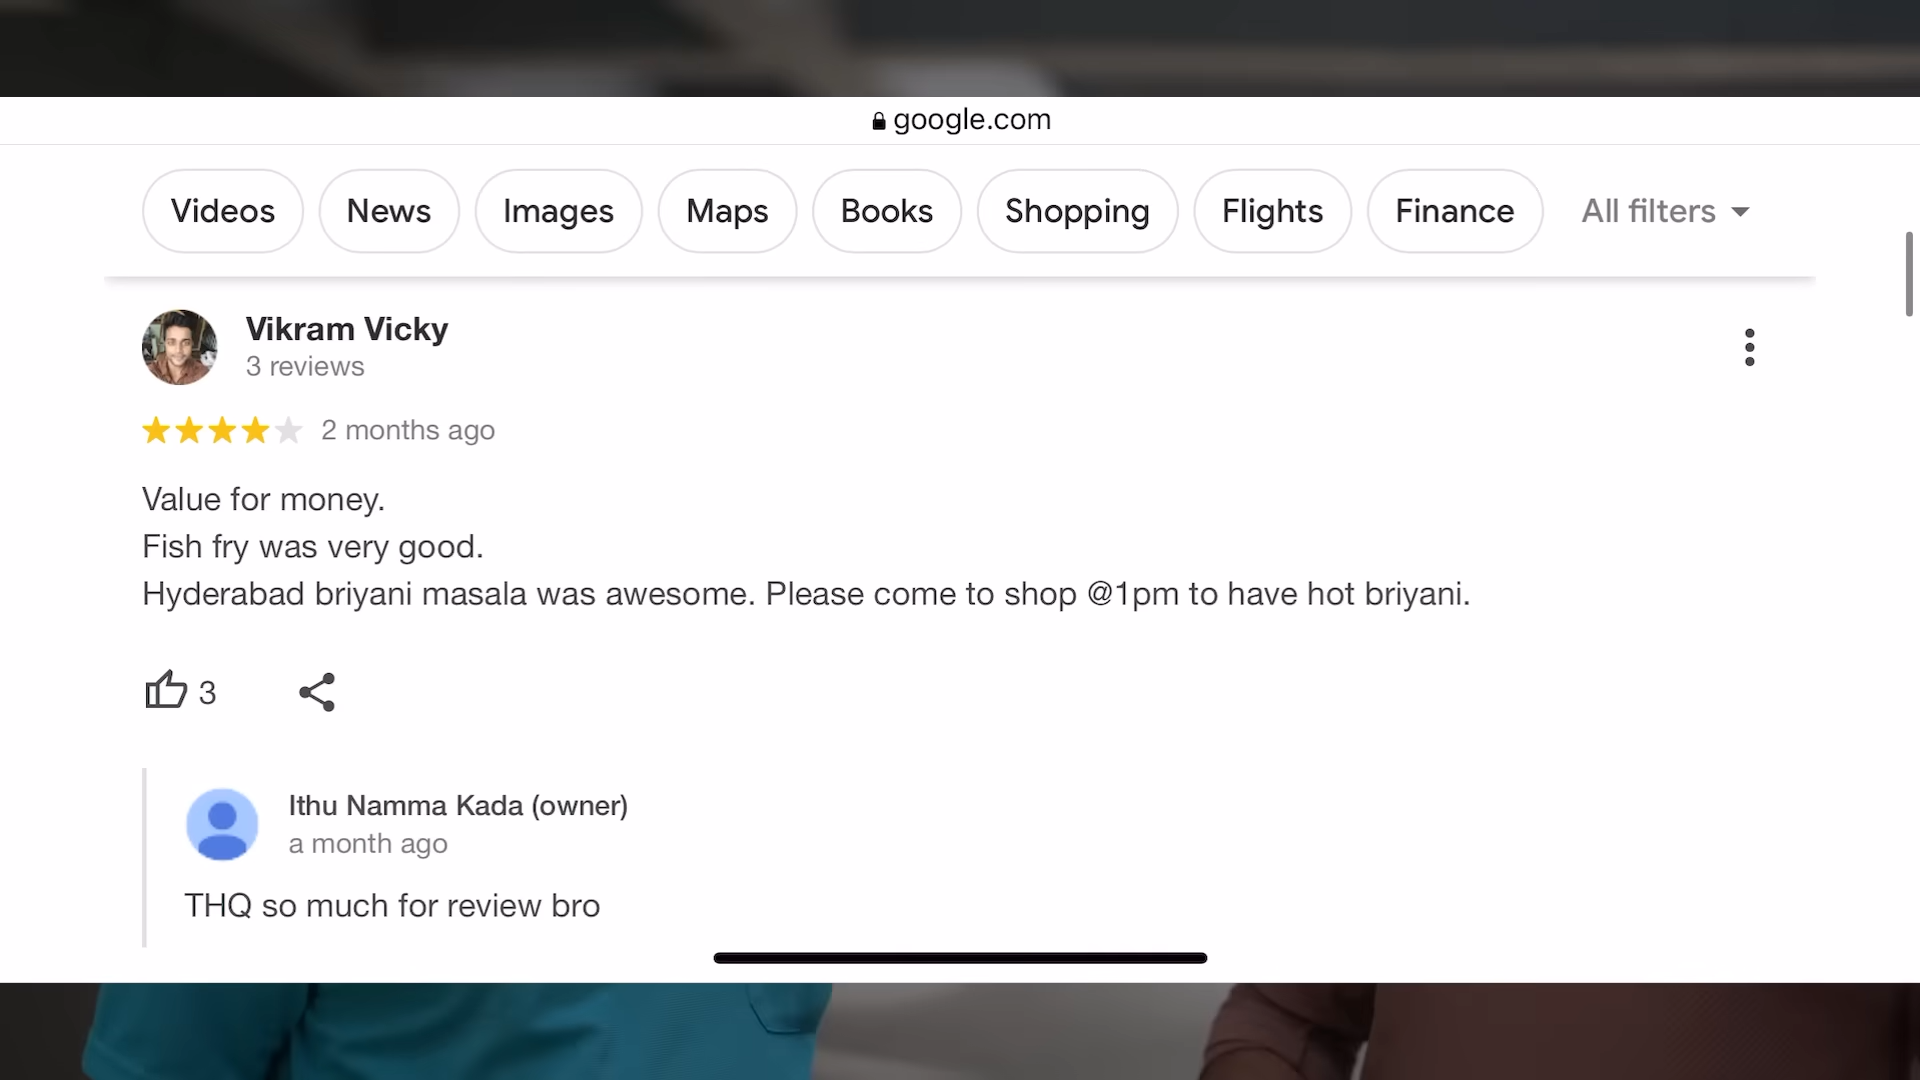 google.com
Videos News Images Maps Books Shopping Flights Finance All filters
Vikram Vicky
3 reviews
2 months ago
Value for money.
Fish fry was very good.
Hyderabad briyani masala was awesome. Please come to shop @1pm to have hot briyani.
3
Ithu Namma Kada (owner)
a month ago
THQ so much for review bro